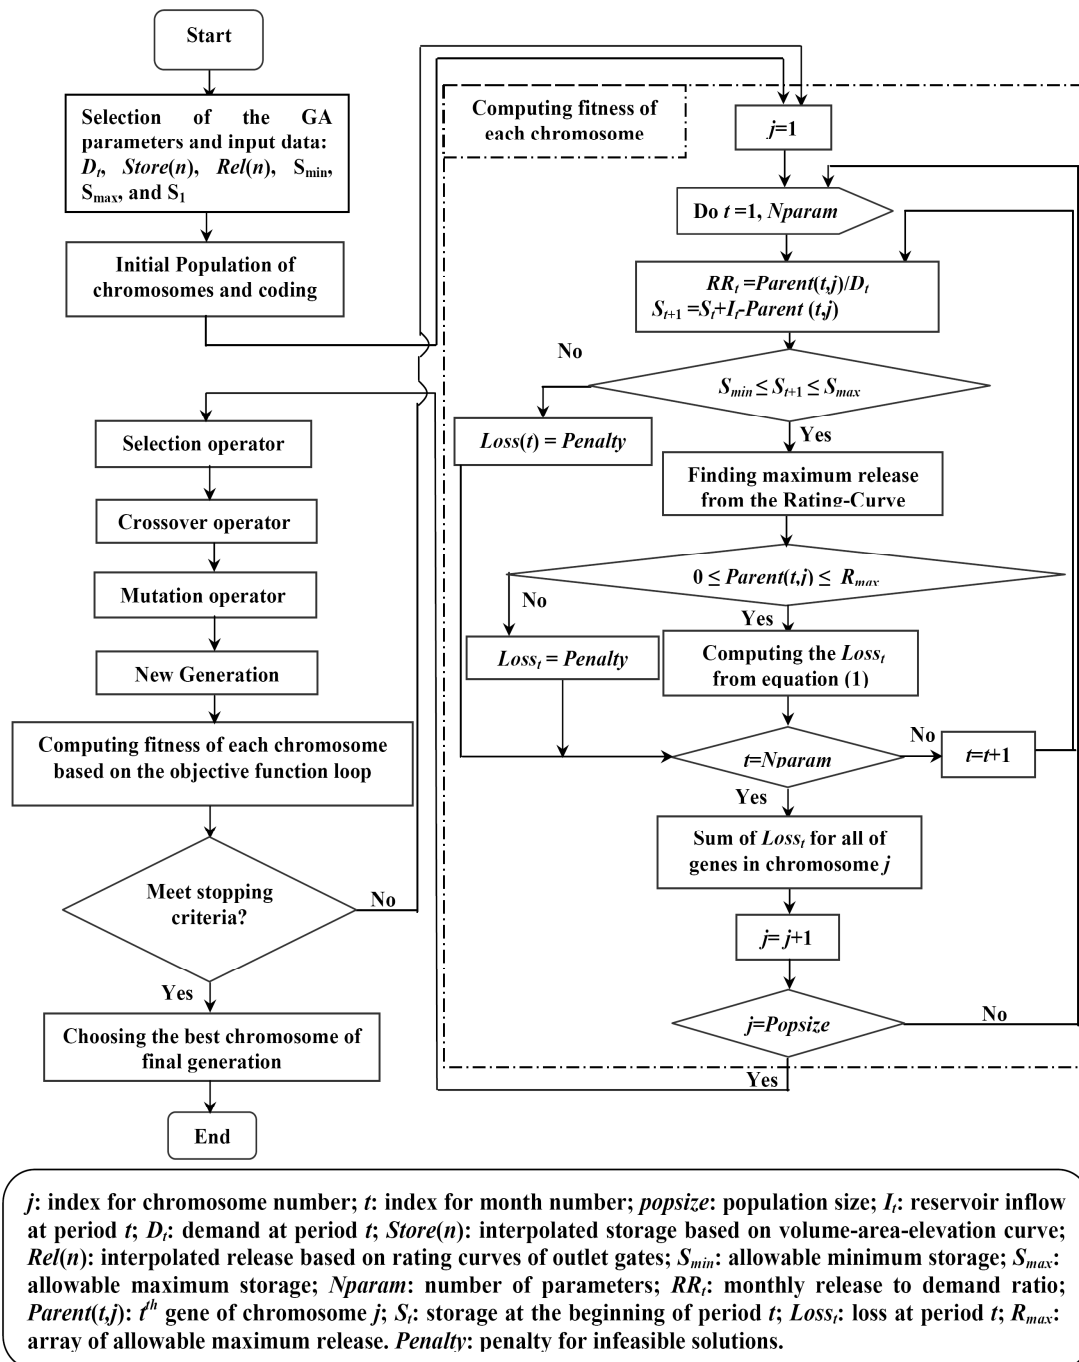 Start
Selection of the GA
parameters and input data:
Dt, Store(n), Rel(n), Smin,
Smax, and S1
Initial Population of
chromosomes and coding
Selection operator
Crossover operator
Mutation operator
New Generation
Computing fitness of each chromosome
based on the objective function loop
Meet stopping
criteria?
No
Yes
Choosing the best chromosome of
final generation
End
Computing fitness of
each chromosome
j=1
Do t =1, Nparam
RRt =Parent(t,j)/Dt
St+1 =St+It-Parent (t,j)
No
Smin ≤ St+1 ≤ Smax
Yes
Loss(t) = Penalty
Finding maximum release
from the Rating-Curve
0 ≤ Parent(t,j) ≤ Rmax
No
Yes
Losst = Penalty
Computing the Losst
from equation (1)
t=Nparam
No
t=t+1
Yes
Sum of Losst for all of
genes in chromosome j
j= j+1
j=Popsize
No
Yes
j: index for chromosome number; t: index for month number; popsize: population size; It: reservoir inflow
at period t; Dt: demand at period t; Store(n): interpolated storage based on volume-area-elevation curve;
Rel(n): interpolated release based on rating curves of outlet gates; Smin: allowable minimum storage; Smax:
allowable maximum storage; Nparam: number of parameters; RRt: monthly release to demand ratio;
Parent(t,j): tth gene of chromosome j; St: storage at the beginning of period t; Losst: loss at period t; Rmax:
array of allowable maximum release. Penalty: penalty for infeasible solutions.